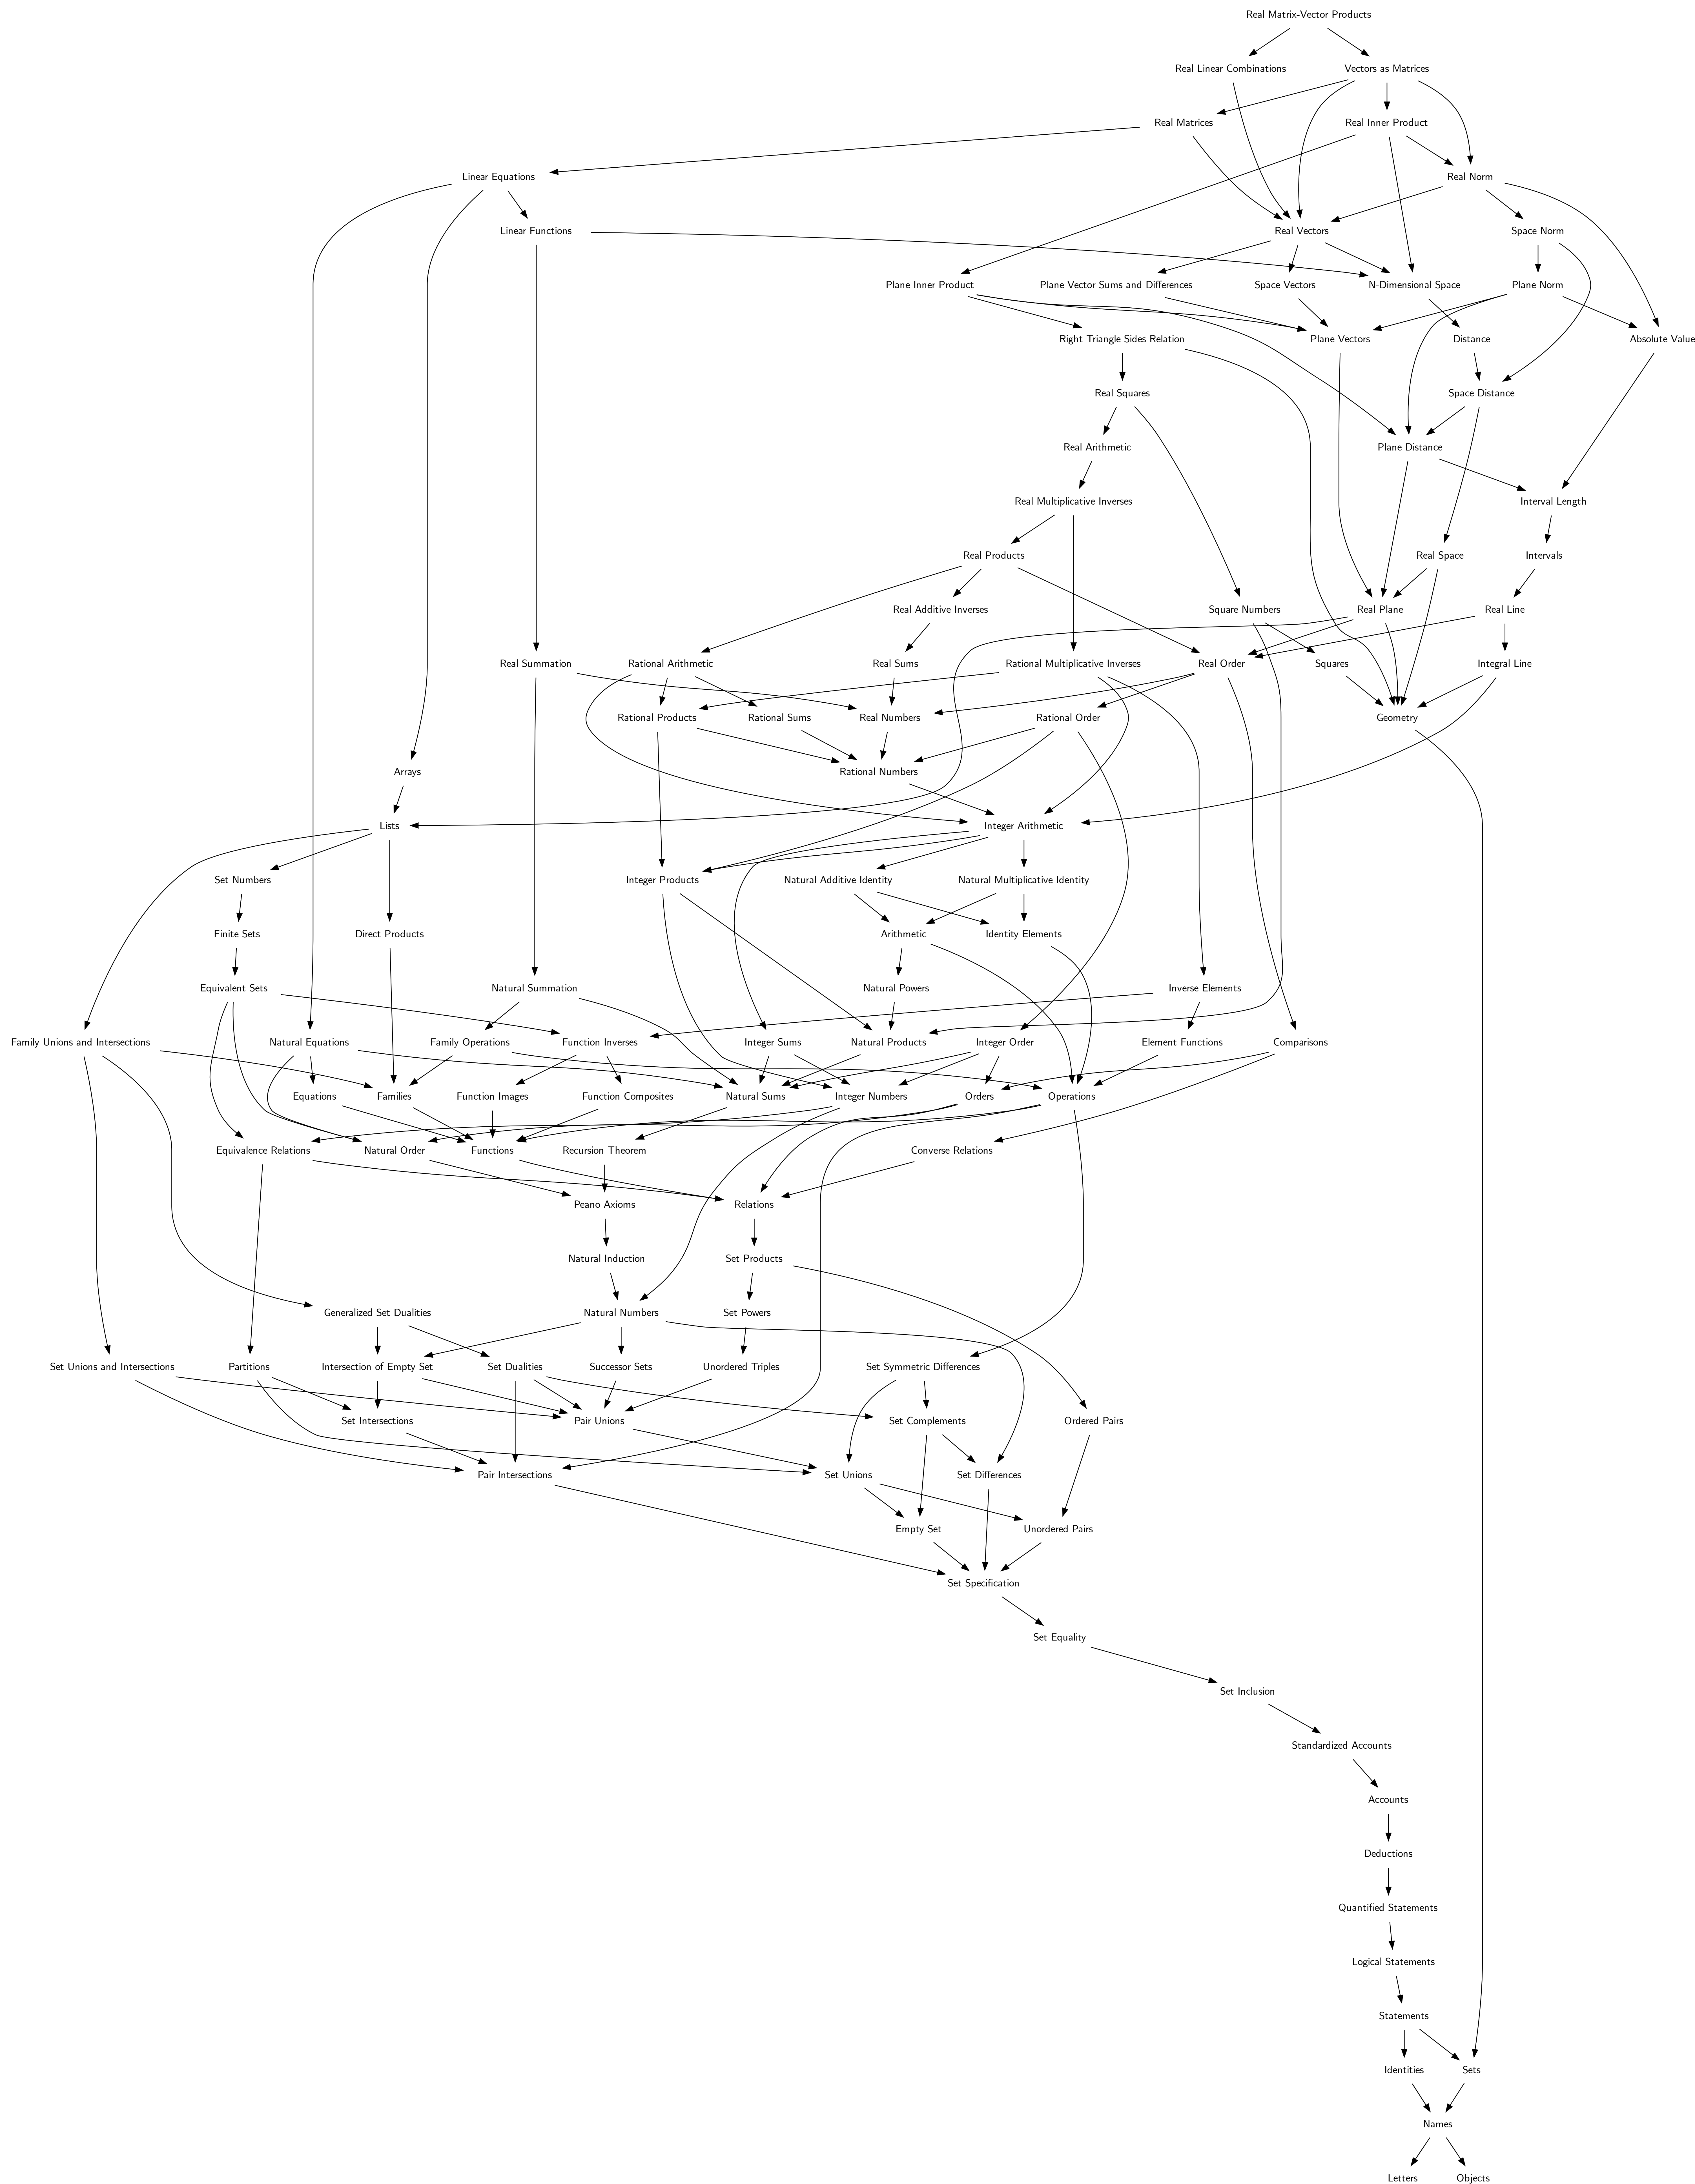 Real Matrix-Vector Products
Real Linear Combinations
Vectors as Matrices
Real Matrices
Real Inner Product
Linear Equations
Real Norm
Linear Functions
Real Vectors
Space Norm
Plane Inner Product
Plane Vector Sums and Differences
Space Vectors
N-Dimensional Space
Plane Norm
Right Triangle Sides Relation
Plane Vectors
Distance
Absolute Value
Real Squares
Space Distance
Real Arithmetic
Plane Distance
Real Multiplicative Inverses
Interval Length
Real Products
Real Space
Intervals
Real Additive Inverses
Square Numbers
Real Plane
Real Line
Real Summation
Rational Arithmetic
Real Sums
Rational Multiplicative Inverses
Real Order
Squares
Integral Line
Rational Products
Rational Sums
Real Numbers
Rational Order
Geometry
Arrays
Rational Numbers
Lists
Integer Arithmetic
Set Numbers
Integer Products
Natural Additive Identity
Natural Multiplicative Identity
Finite Sets
Direct Products
Arithmetic
Identity Elements
Equivalent Sets
Natural Summation
Natural Powers
Inverse Elements
Family Unions and Intersections
Natural Equations
Family Operations
Function Inverses
Integer Sums
Natural Products
Integer Order
Element Functions
Comparisons
Equations
Families
Function Images
Function Composites
Natural Sums
Integer Numbers
Orders
Operations
Equivalence Relations
Natural Order
Functions
Recursion Theorem
Converse Relations
Peano Axioms
Relations
Natural Induction
Set Products
Generalized Set Dualities
Natural Numbers
Set Powers
Set Unions and Intersections
Partitions
Intersection of Empty Set
Set Dualities
Successor Sets
Unordered Triples
Set Symmetric Differences
Set Intersections
Pair Unions
Set Complements
Ordered Pairs
Pair Intersections
Set Unions
Set Differences
Empty Set
Unordered Pairs
Set Specification
Set Equality
Set Inclusion
Standardized Accounts
Accounts
Deductions
Quantified Statements
Logical Statements
Statements
Identities
Sets
Names
Letters
Objects